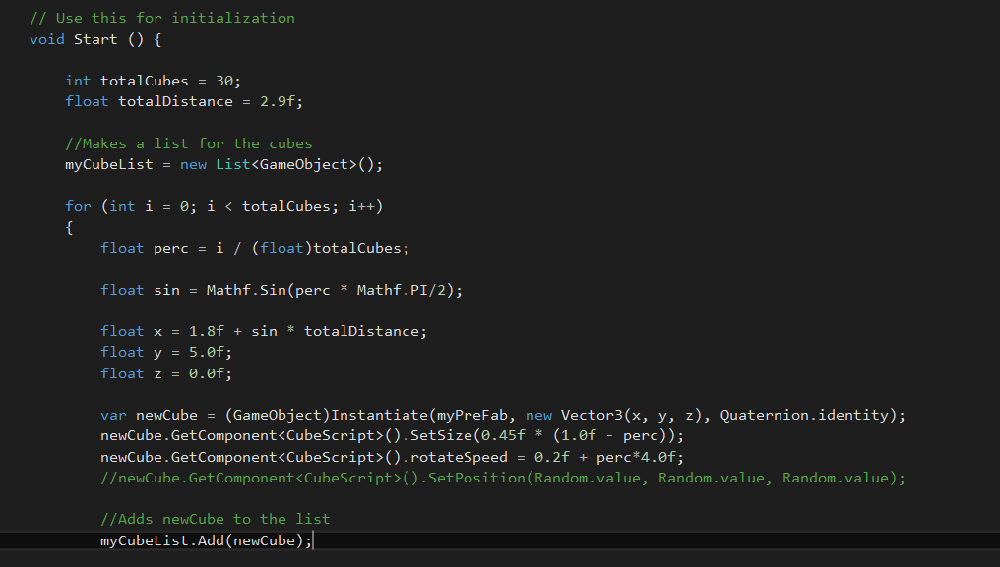 // Use this for initialization
void Start () {
int totalCubes = 30;
float totalDistance = 2.9f;
//Makes a list for the cubes
myCubeList = new List<GameObject>();
for (int i = 0; i < totalCubes; i++)
{
float perc = i / (float)totalCubes;
float sin = Mathf.Sin(perc * Mathf.PI/2);
float x = 1.8f + sin * totalDistance;
float y = 5.0f;
float z = 0.0f;
var newCube = (GameObject)Instantiate(myPreFab, new Vector3(x, y, z), Quaternion.identity);
newCube.GetComponent<CubeScript>().SetSize(0.45f * (1.0f - perc));
newCube.GetComponent<CubeScript>().rotateSpeed = 0.2f + perc*4.0f;
//newCube.GetComponent<CubeScript>().SetPosition(Random.value, Random.value, Random.value);
//Adds newCube to the list
myCubeList.Add(newCube);